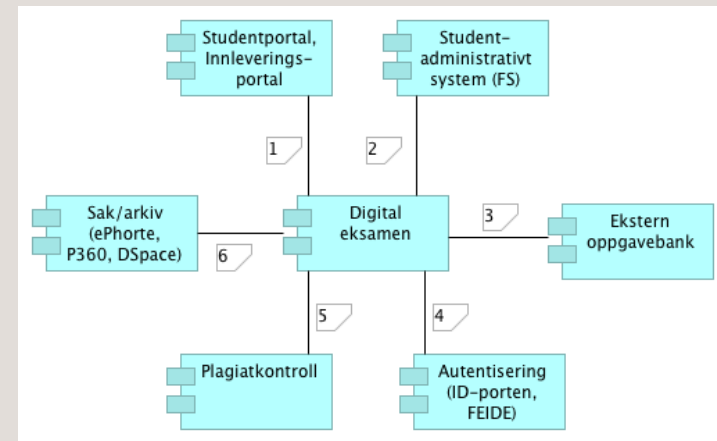 Studentportal,
Innleverings-
portal
Student-
administrativt
system (FS)
1
2
Sak/arkiv
(ePhorte,
P360, DSpace)
6
Digital
eksamen
3
Ekstern
oppgavebank
5
4
Plagiatkontroll
Autentisering
(ID-porten,
FEIDE)